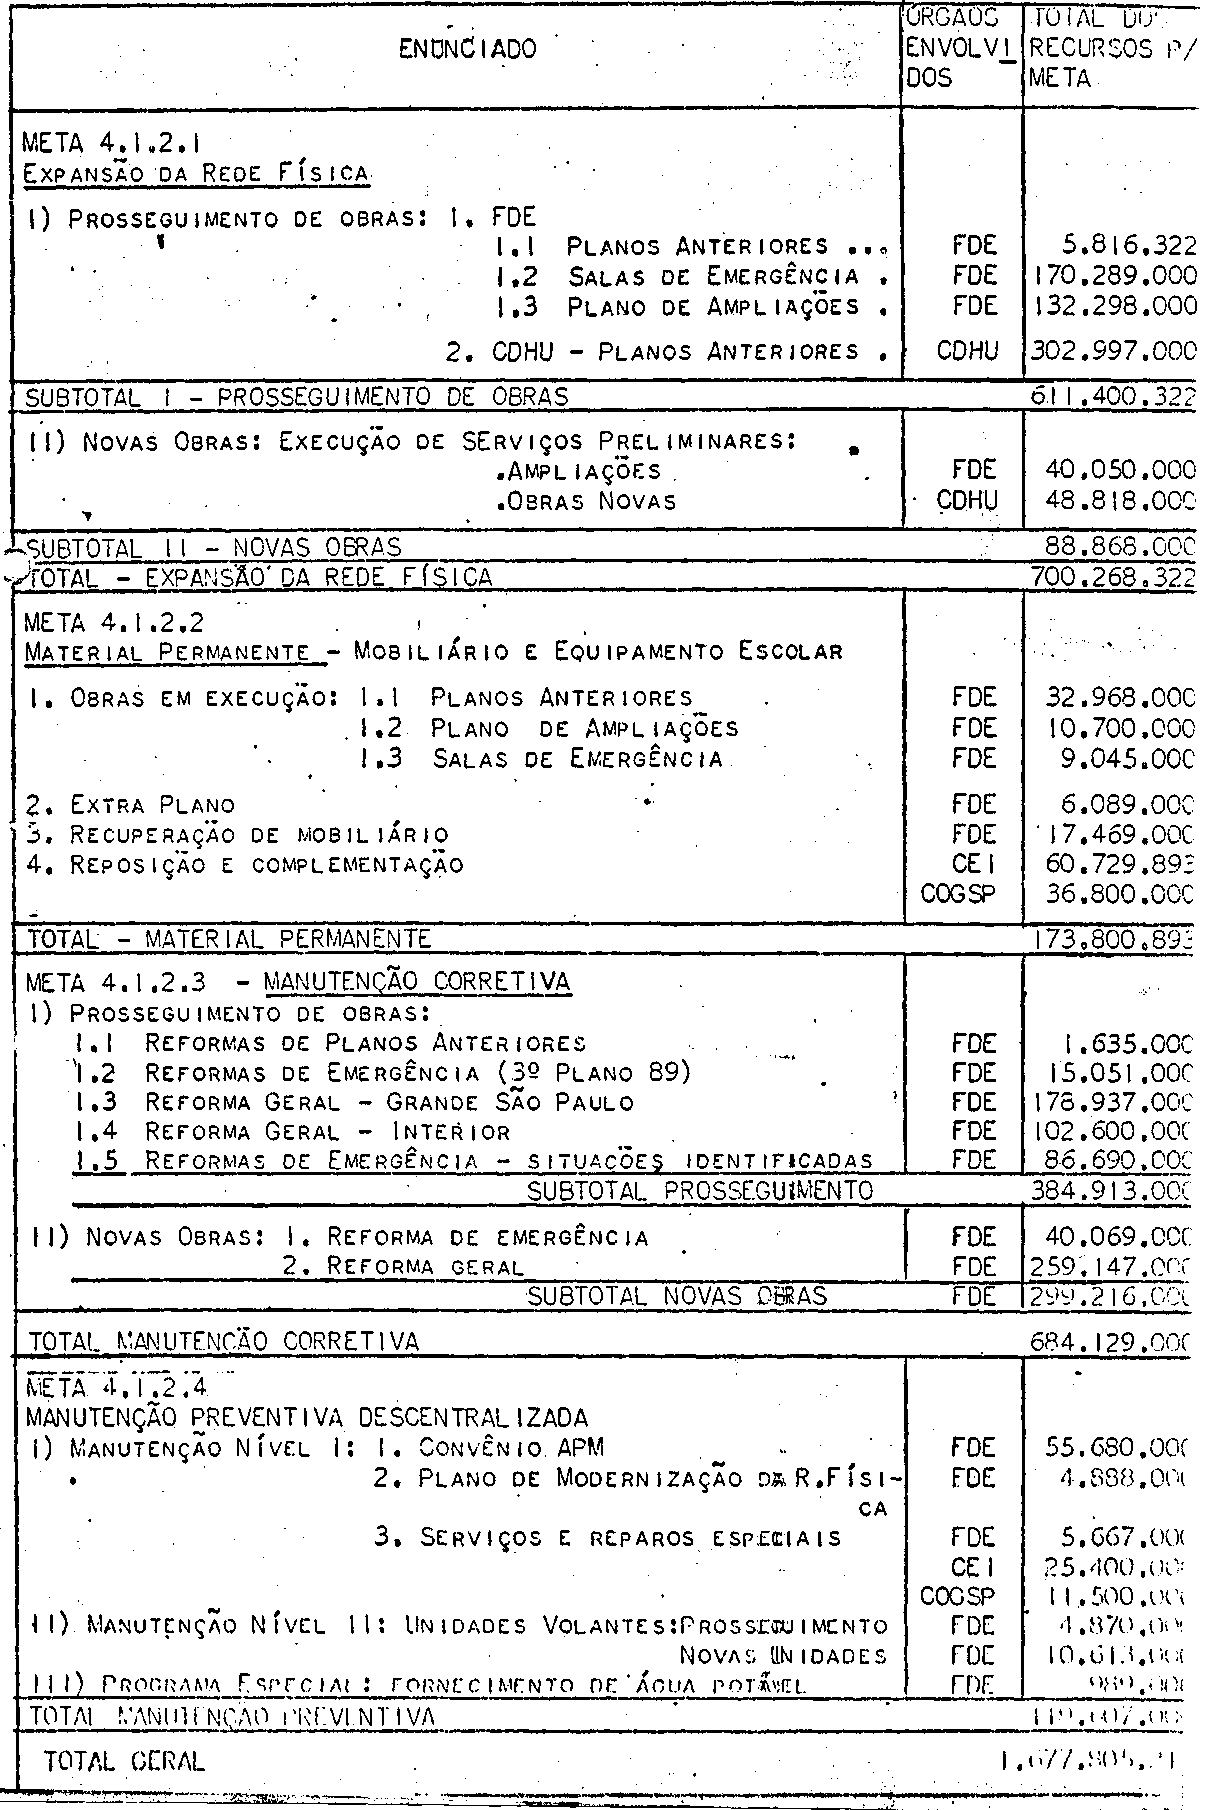 ENUNCIADO
ÓRGÃOS ENVOLVI_ DOS
TOTAL DO RECURSOS P/ META
META 4.1.2.1
EXPANSÃO DA REDE FÍSICA
I) PROSSEGUIMENTO DE OBRAS: 1. FDE
1.1 PLANOS ANTERIORES ... FDE 5.816.322
1.2 SALAS DE EMERGÊNCIA . FDE 170.289.000
1.3 PLANO DE AMPLIAÇÕES . FDE 132.298.000
2. CDHU - PLANOS ANTERIORES . CDHU 302.997.000
SUBTOTAL I - PROSSEGUIMENTO DE OBRAS 611.400.322
II) NOVAS OBRAS: EXECUÇÃO DE SERVIÇOS PRELIMINARES:
.AMPLIAÇÕES FDE 40.050.000
.OBRAS NOVAS CDHU 48.818.000
SUBTOTAL II - NOVAS OBRAS 88.868.000
TOTAL - EXPANSÃO DA REDE FÍSICA 700.268.322
META 4.1.2.2
MATERIAL PERMANENTE - MOBILIÁRIO E EQUIPAMENTO ESCOLAR
1. OBRAS EM EXECUÇÃO: 1.1 PLANOS ANTERIORES FDE 32.968.000
1.2 PLANO DE AMPLIAÇÕES FDE 10.700.000
1.3 SALAS DE EMERGÊNCIA FDE 9.045.000
2. EXTRA PLANO FDE 6.089.000
3. RECUPERAÇÃO DE MOBILIÁRIO FDE 17.469.000
4. REPOSIÇÃO E COMPLEMENTAÇÃO CEI 60.729.893
COGSP 36.800.000
TOTAL - MATERIAL PERMANENTE 173.800.893
META 4.1.2.3 - MANUTENÇÃO CORRETIVA
I) PROSSEGUIMENTO DE OBRAS:
1.1 REFORMAS DE PLANOS ANTERIORES FDE 1.635.000
1.2 REFORMAS DE EMERGÊNCIA (3º PLANO 89) FDE 15.051.000
1.3 REFORMA GERAL - GRANDE SÃO PAULO FDE 178.937.000
1.4 REFORMA GERAL - INTERIOR FDE 102.600.000
1.5 REFORMAS DE EMERGÊNCIA - SITUAÇÕES IDENTIFICADAS FDE 86.690.000
SUBTOTAL PROSSEGUIMENTO 384.913.000
II) NOVAS OBRAS: 1. REFORMA DE EMERGÊNCIA FDE 40.069.000
2. REFORMA GERAL FDE 259.147.000
SUBTOTAL NOVAS OBRAS FDE 299.216.000
TOTAL MANUTENÇÃO CORRETIVA 684.129.000
META 4.1.2.4
MANUTENÇÃO PREVENTIVA DESCENTRALIZADA
I) MANUTENÇÃO NÍVEL I: 1. CONVÊNIO APM FDE 55.680.000
2. PLANO DE MODERNIZAÇÃO DA R.FÍSI- FDE 4.888.000
CA
3. SERVIÇOS E REPAROS ESPECIAIS FDE 5.667.000
CEI 25.400.000
COGSP 11.500.000
II) MANUTENÇÃO NÍVEL II: UNIDADES VOLANTES:PROSSEGUIMENTO FDE 4.870.000
NOVAS UNIDADES FDE 10.613.000
III) PROGRAMA ESPECIAL: FORNECIMENTO DE ÁGUA POTÁVEL FDE 989.000
TOTAL MANUTENÇÃO PREVENTIVA 119.607.000
TOTAL GERAL